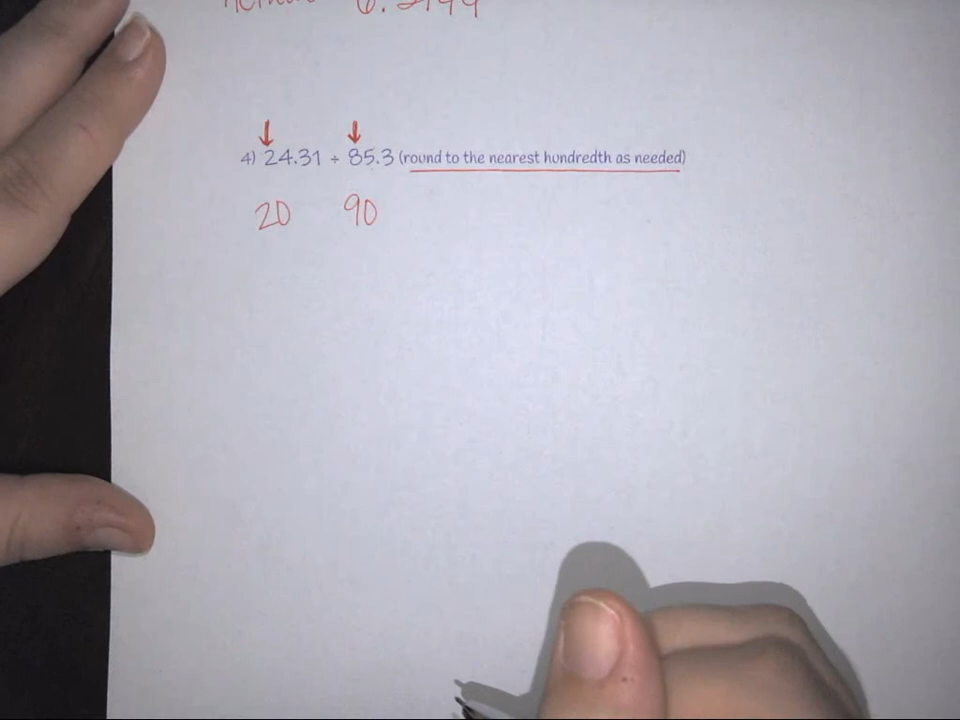 4) 24.31 ÷ 85.3 (round to the nearest hundredth as needed)
20 90